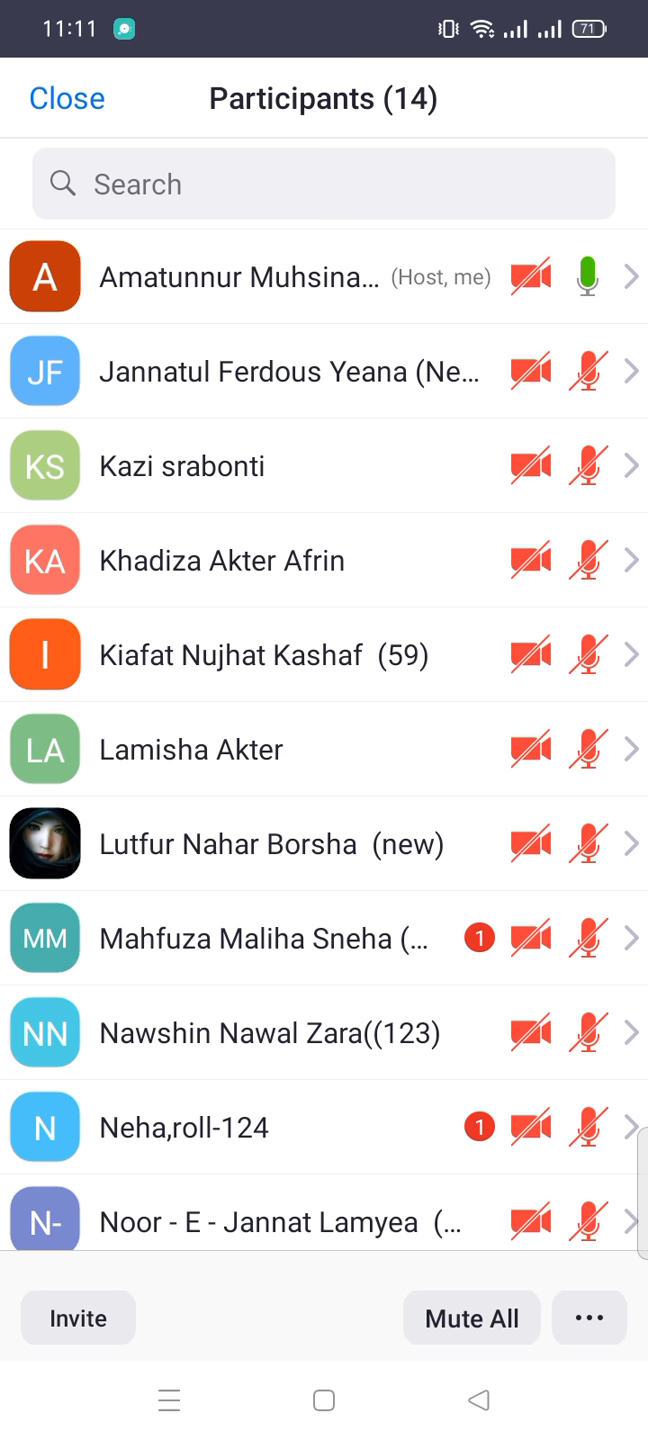 11:11
71
Close
Participants (14)
Search
A
Amatunnur Muhsina... (Host, me)
JF
Jannatul Ferdous Yeana (Ne...
KS
Kazi srabonti
KA
Khadiza Akter Afrin
I
Kiafat Nujhat Kashaf (59)
LA
Lamisha Akter
Lutfur Nahar Borsha (new)
MM
Mahfuza Maliha Sneha (... 1
NN
Nawshin Nawal Zara((123)
N
Neha,roll-124 1
N-
Noor - E - Jannat Lamyea (...
Invite
Mute All
...